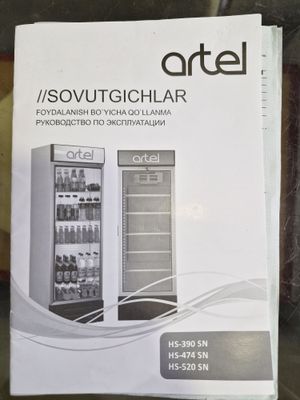 artel
//SOVUTGICHLAR
FOYDALANISH BO`YICHA QO`LLANMA
РУКОВОДСТВО ПО ЭКСПЛУАТАЦИИ
artel
artel
HS-390 SN
HS-474 SN
HS-520 SN